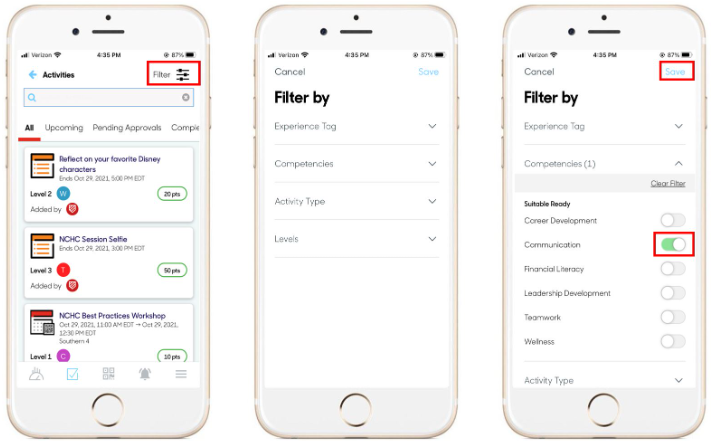 Verizon
4:35 PM
87%
Activities
Filter
All Upcoming Pending Approvals Comple
Reflect on your favorite Disney
characters
Ends Oct 29, 2021, 5:00 PM EDT
Level 2 W
20 pts
Added by
NCHC Session Selfie
Ends Oct 29, 2021, 3:00 PM EDT
Level 3 T
50 pts
Added by
NCHC Best Practices Workshop
Oct 29, 2021, 11:00 AM EDT → Oct 29, 2021,
12:30 PM EDT
Southern 4
Level 1 C
10 pts
Verizon
4:35 PM
87%
Cancel
Save
Filter by
Experience Tag
Competencies
Activity Type
Levels
Verizon
4:35 PM
87%
Cancel
Save
Filter by
Experience Tag
Competencies (1)
Clear Filter
Suitable Ready
Career Development
Communication
Financial Literacy
Leadership Development
Teamwork
Wellness
Activity Type